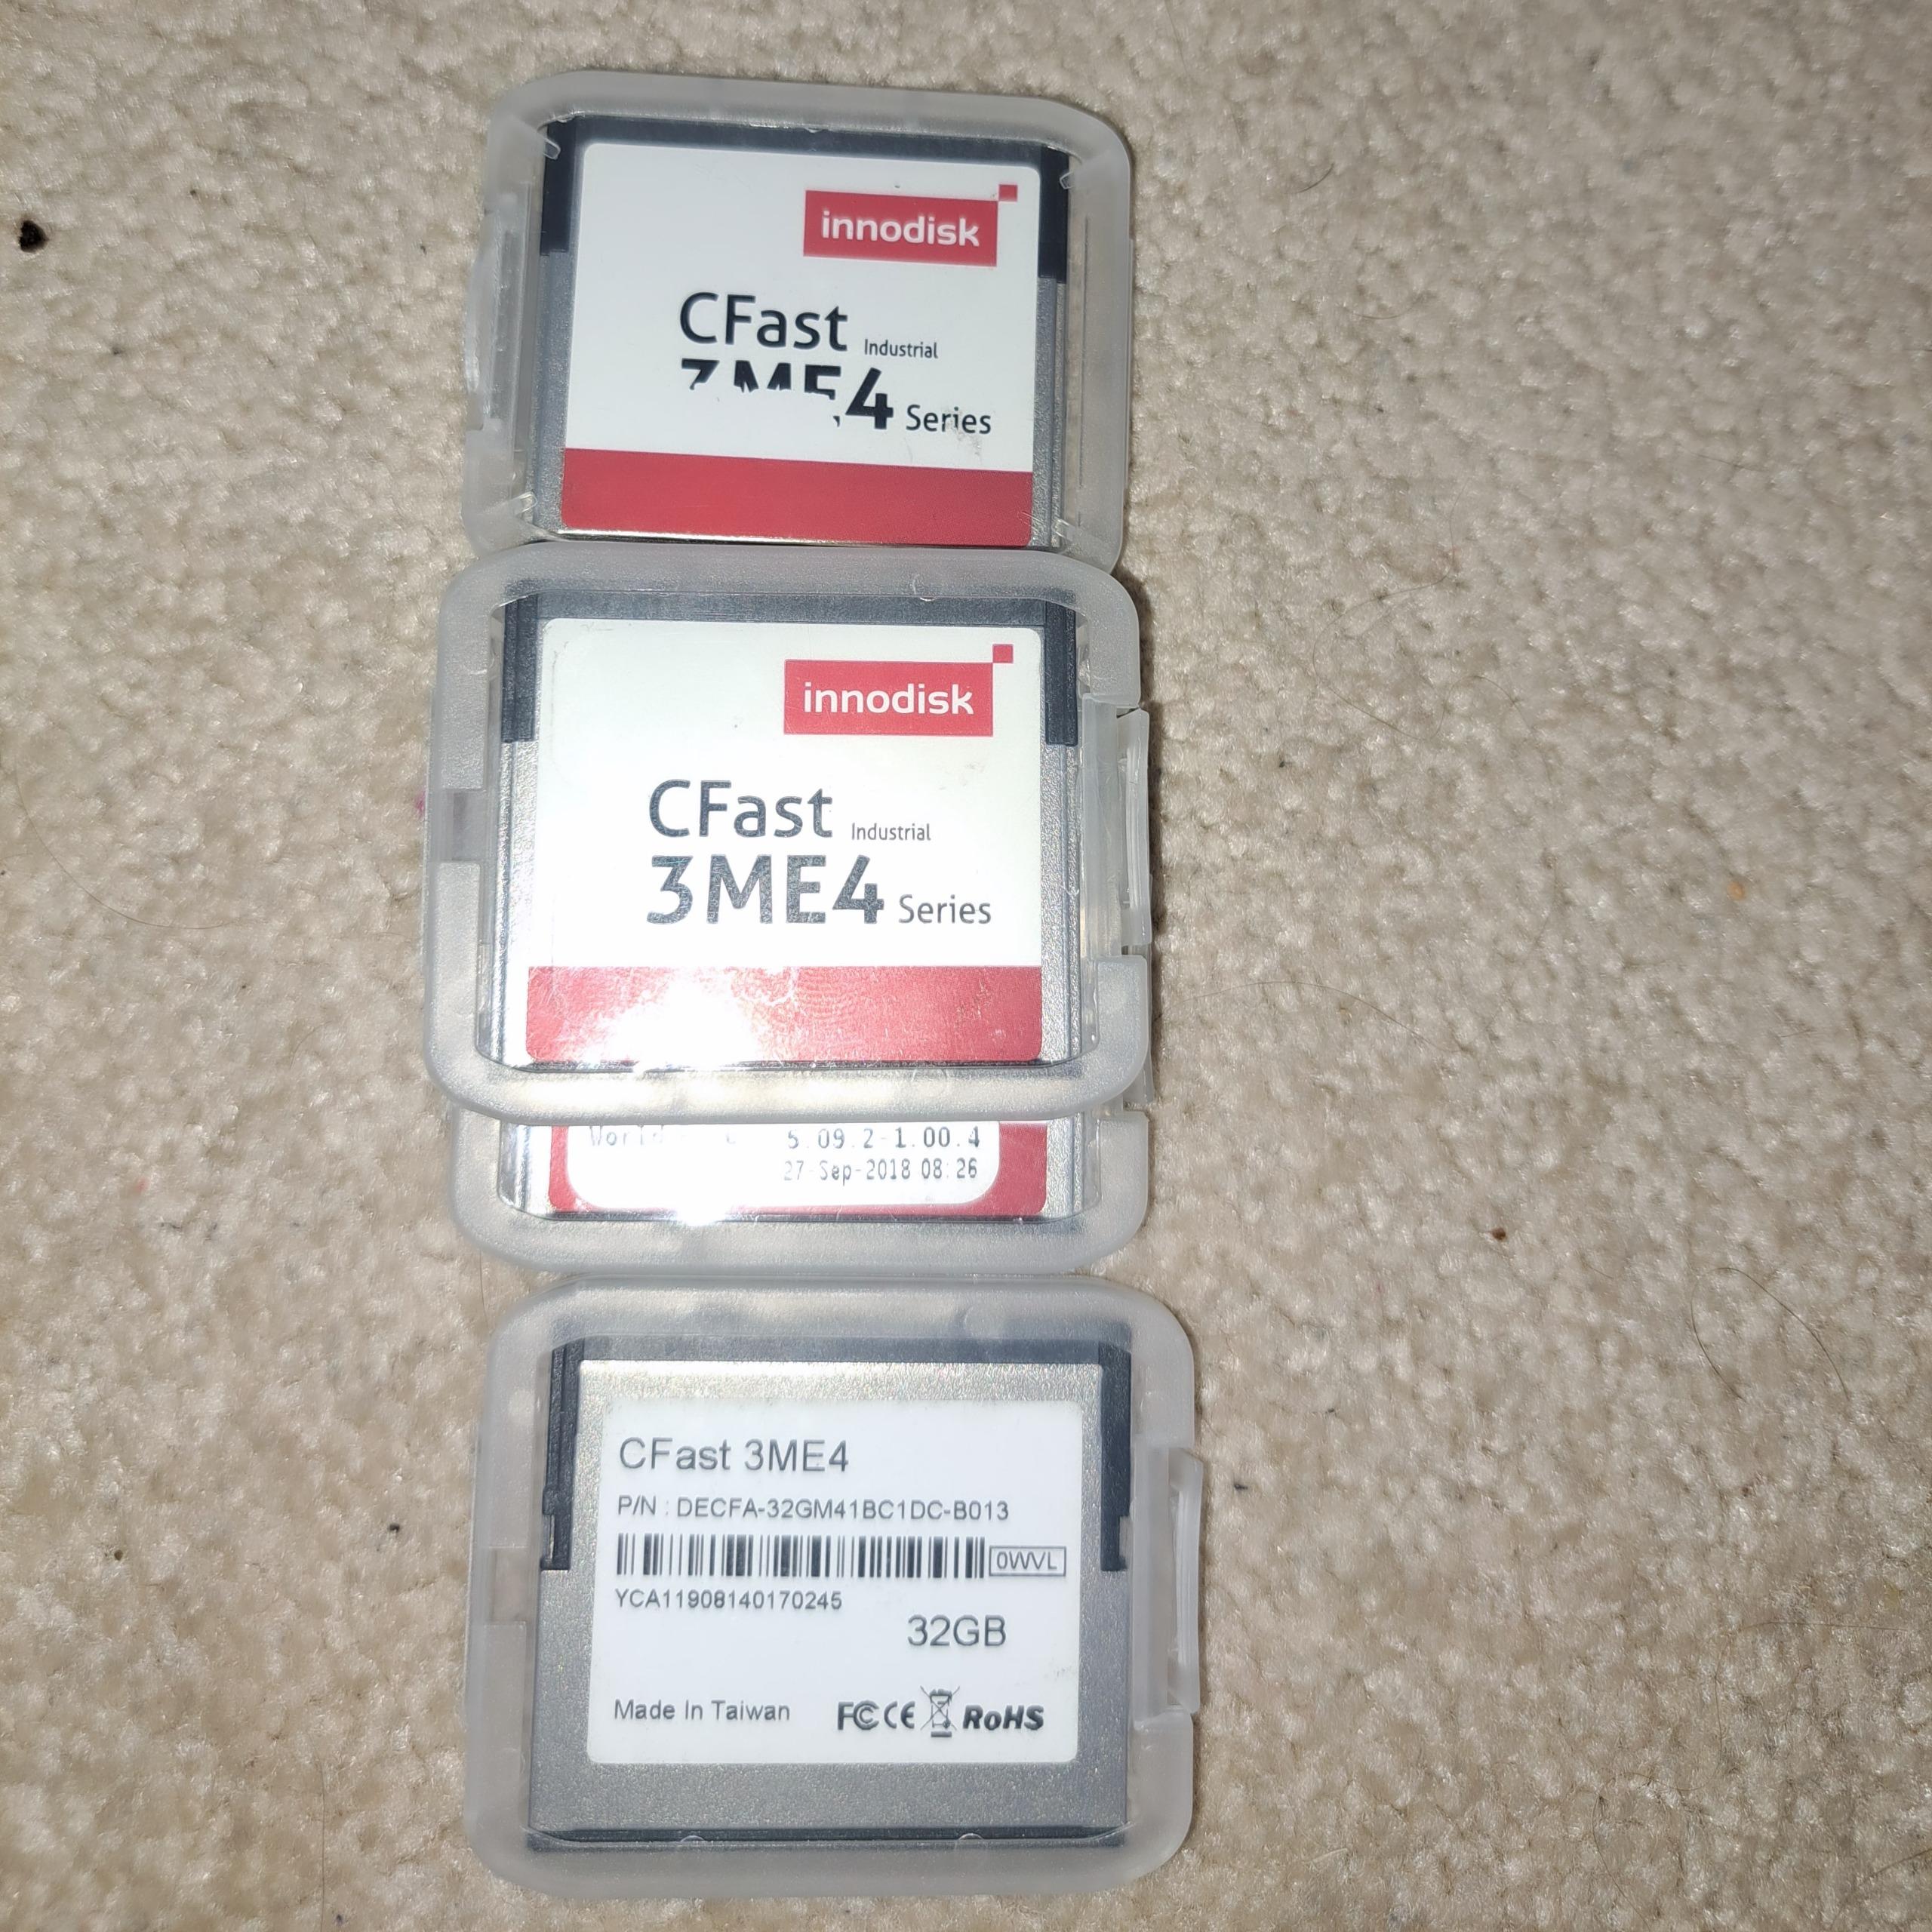 innodisk
CFast Industrial
4 Series
innodisk
CFast Industrial
3ME4 Series
5.09.2-1.00.4
27-Sep-2018 08:26
CFast 3ME4
P/N : DECFA-32GM41BC1DC-B013
0WVL
YCA11908140170245
32GB
Made In Taiwan FC CE RoHS